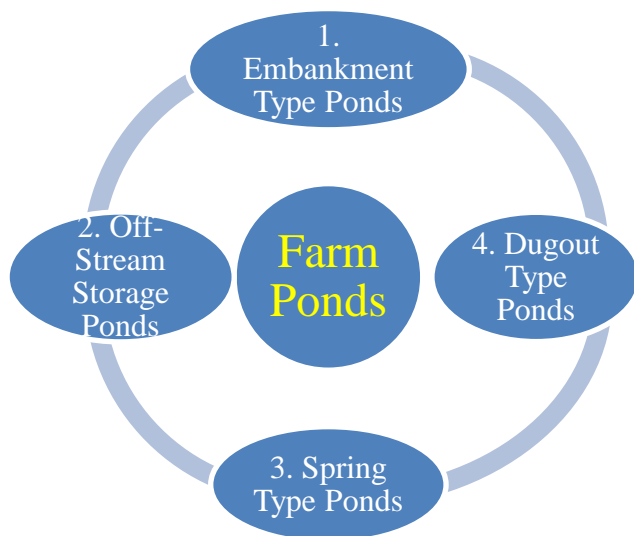 1.
Embankment
Type Ponds
2. Off-
Stream
Storage
Ponds
Farm
Ponds
4. Dugout
Type
Ponds
3. Spring
Type Ponds